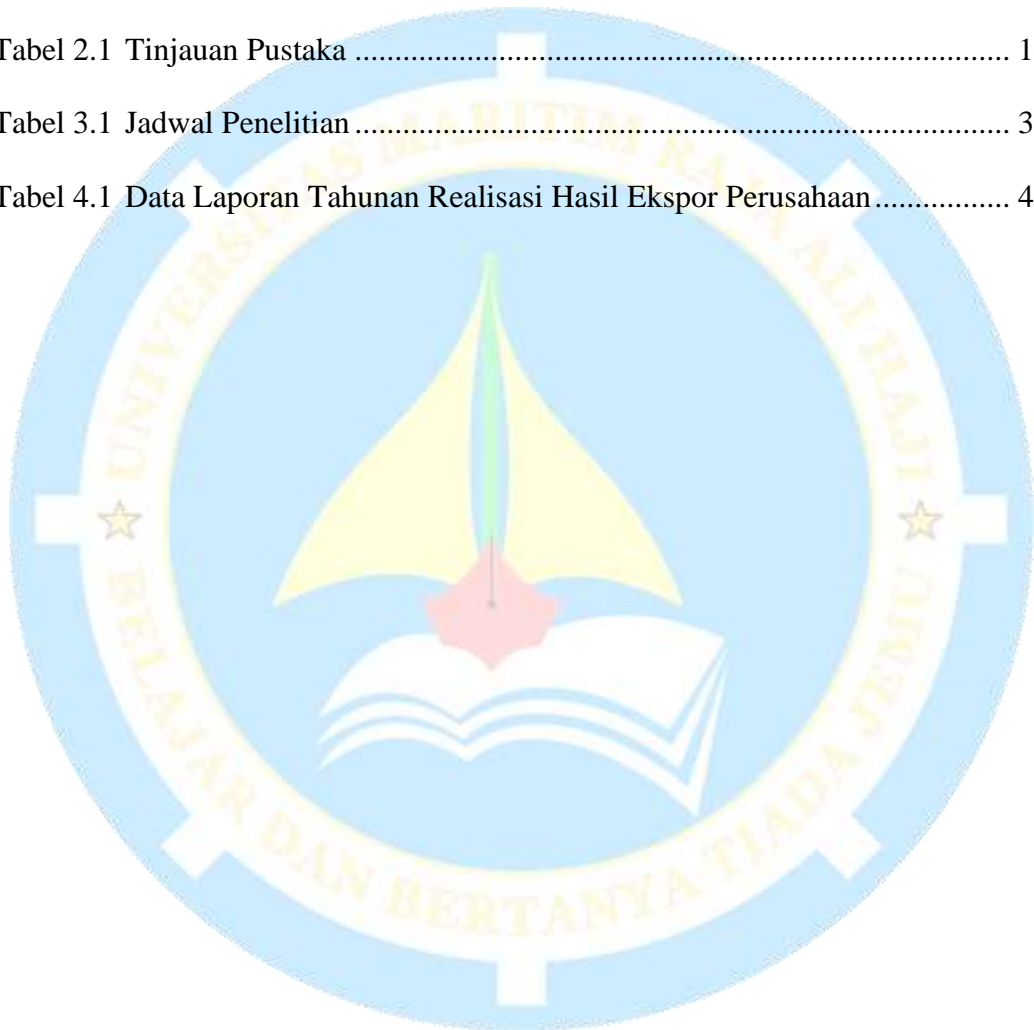 Tabel 2.1 Tinjauan Pustaka .................................................................................. 1
Tabel 3.1 Jadwal Penelitian .................................................................................. 3
Tabel 4.1 Data Laporan Tahunan Realisasi Hasil Ekspor Perusahaan ................. 4
UNIVERSITAS MARITIM RAJA ALI HAJI
BELAJAR DAN BERTANYA TIADA JEMU